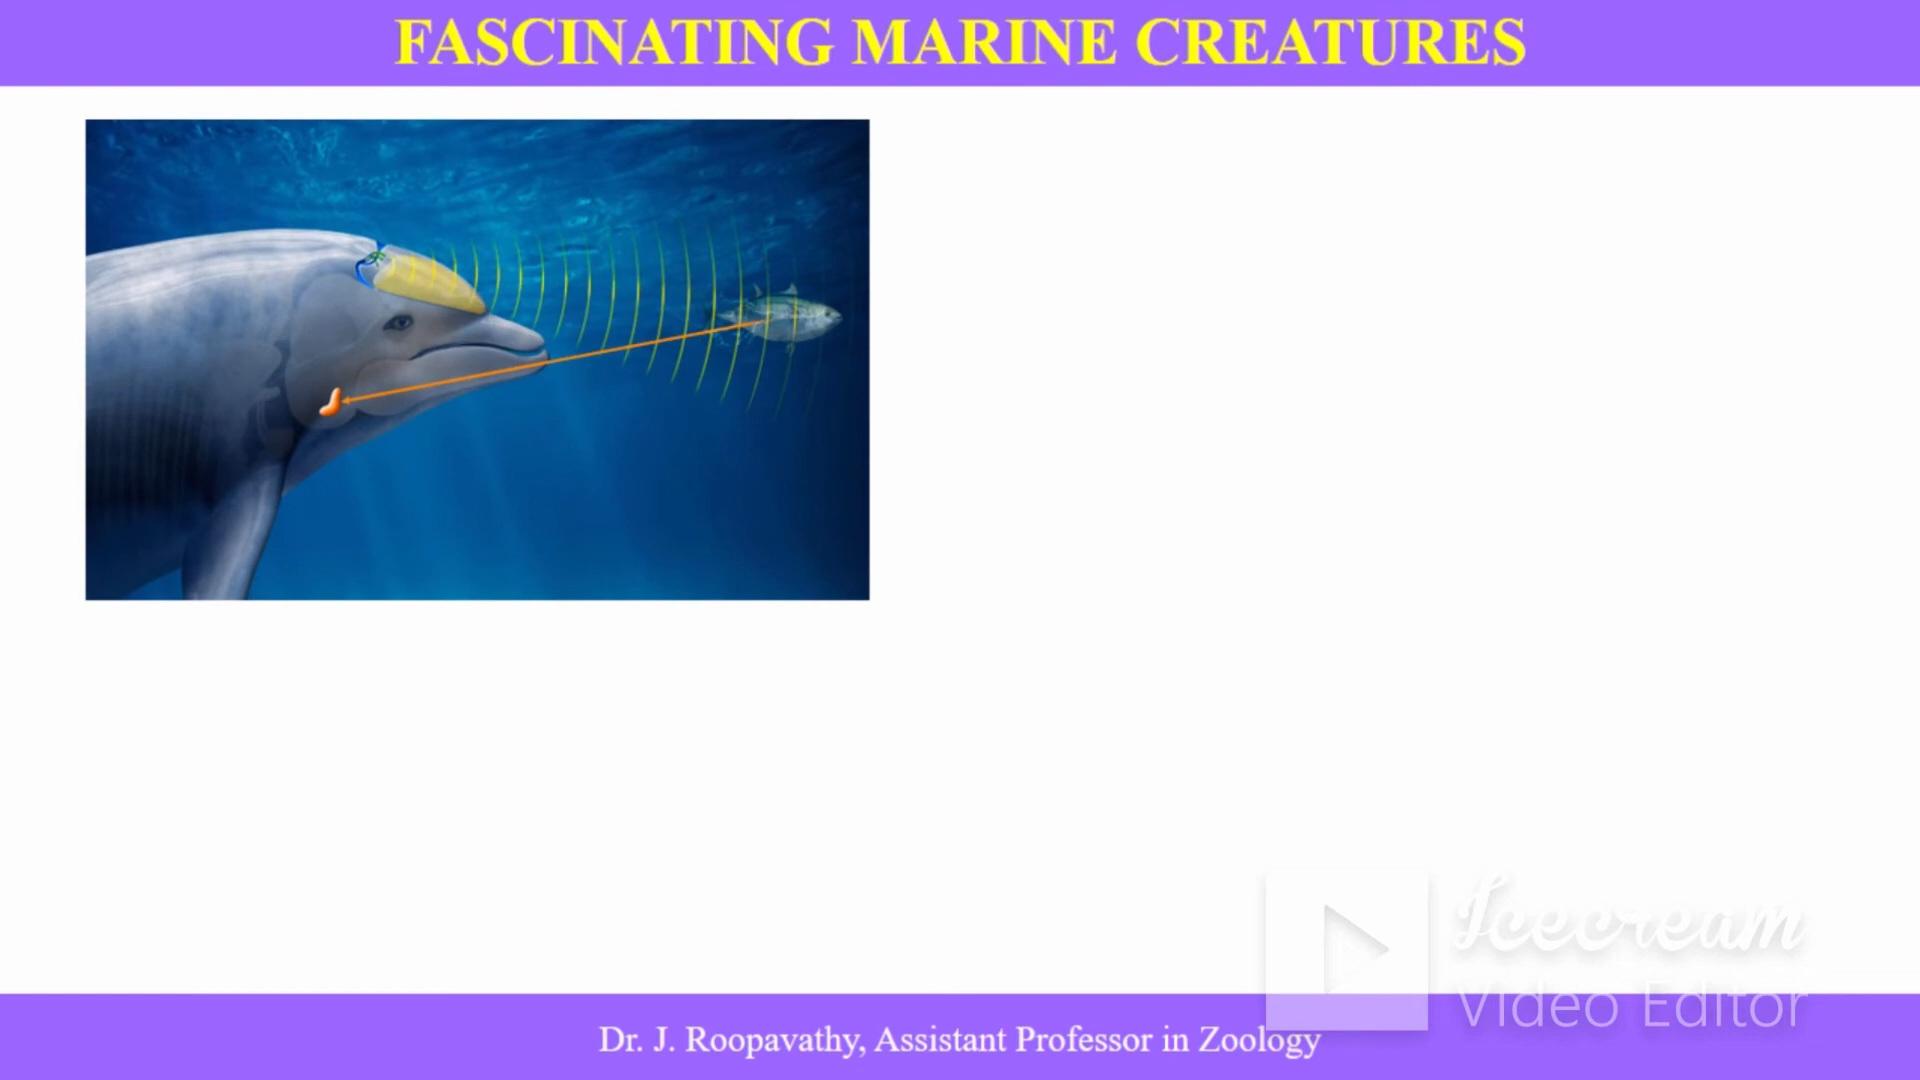 FASCINATING MARINE CREATURES
Icecream
Video Editor
Dr. J. Roopavathy, Assistant Professor in Zoology